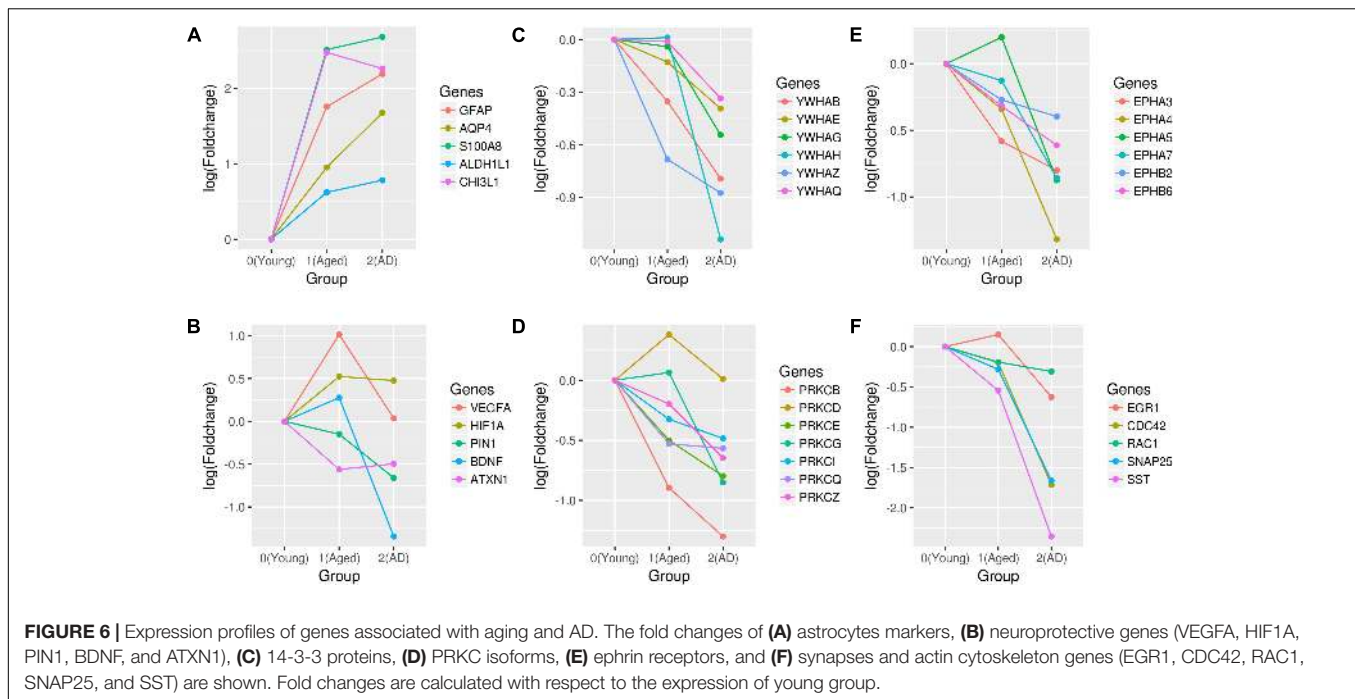 A
log(Foldchange)
2
1
0
0(Young) 1(Aged) 2(AD)
Group
Genes
GFAP
AQP4
S100A8
ALDH1L1
CHI3L1
C
log(Foldchange)
0.0
-0.3
-0.6
-0.9
0(Young) 1(Aged) 2(AD)
Group
Genes
YWHAB
YWHAE
YWHAG
YWHAH
YWHAZ
YWHAQ
E
log(Foldchange)
0.0
-0.5
-1.0
0(Young) 1(Aged) 2(AD)
Group
Genes
EPHA3
EPHA4
EPHA5
EPHA7
EPHB2
EPHB6
B
log(Foldchange)
1.0
0.5
0.0
-0.5
-1.0
0(Young) 1(Aged) 2(AD)
Group
Genes
VEGFA
HIF1A
PIN1
BDNF
ATXN1
D
log(Foldchange)
0.0
-0.5
-1.0
0(Young) 1(Aged) 2(AD)
Group
Genes
PRKCB
PRKCD
PRKCE
PRKCG
PRKCI
PRKCQ
PRKCZ
F
log(Foldchange)
0.0
-0.5
-1.0
-1.5
-2.0
0(Young) 1(Aged) 2(AD)
Group
Genes
EGR1
CDC42
RAC1
SNAP25
SST
FIGURE 6 | Expression profiles of genes associated with aging and AD. The fold changes of (A) astrocytes markers, (B) neuroprotective genes (VEGFA, HIF1A,
PIN1, BDNF, and ATXN1), (C) 14-3-3 proteins, (D) PRKC isoforms, (E) ephrin receptors, and (F) synapses and actin cytoskeleton genes (EGR1, CDC42, RAC1,
SNAP25, and SST) are shown. Fold changes are calculated with respect to the expression of young group.